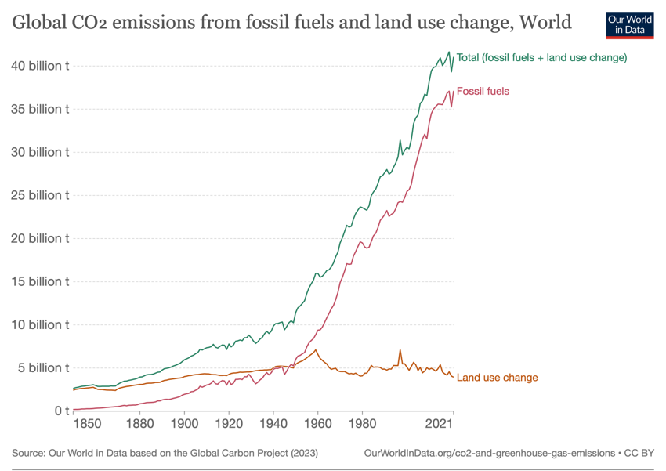 Global CO₂ emissions from fossil fuels and land use change, World
Our World
in Data
40 billion t
Total (fossil fuels + land use change)
Fossil fuels
35 billion t
30 billion t
25 billion t
20 billion t
15 billion t
10 billion t
5 billion t
Land use change
0 t
1850 1880 1900 1920 1940 1960 1980 2021
Source: Our World in Data based on the Global Carbon Project (2023)
OurWorldInData.org/co2-and-greenhouse-gas-emissions • CC BY